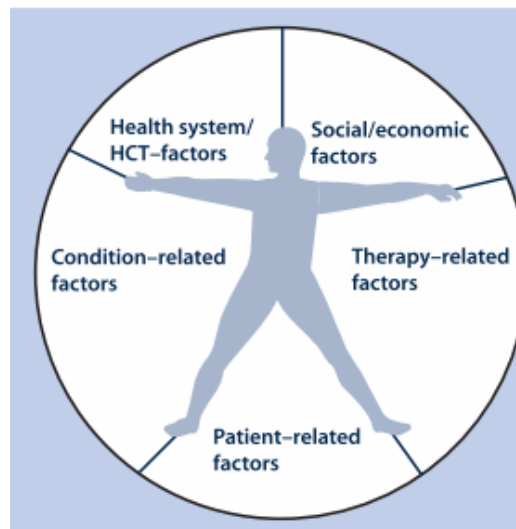 Health system/
HCT–factors
Social/economic
factors
Condition–related
factors
Therapy–related
factors
Patient–related
factors